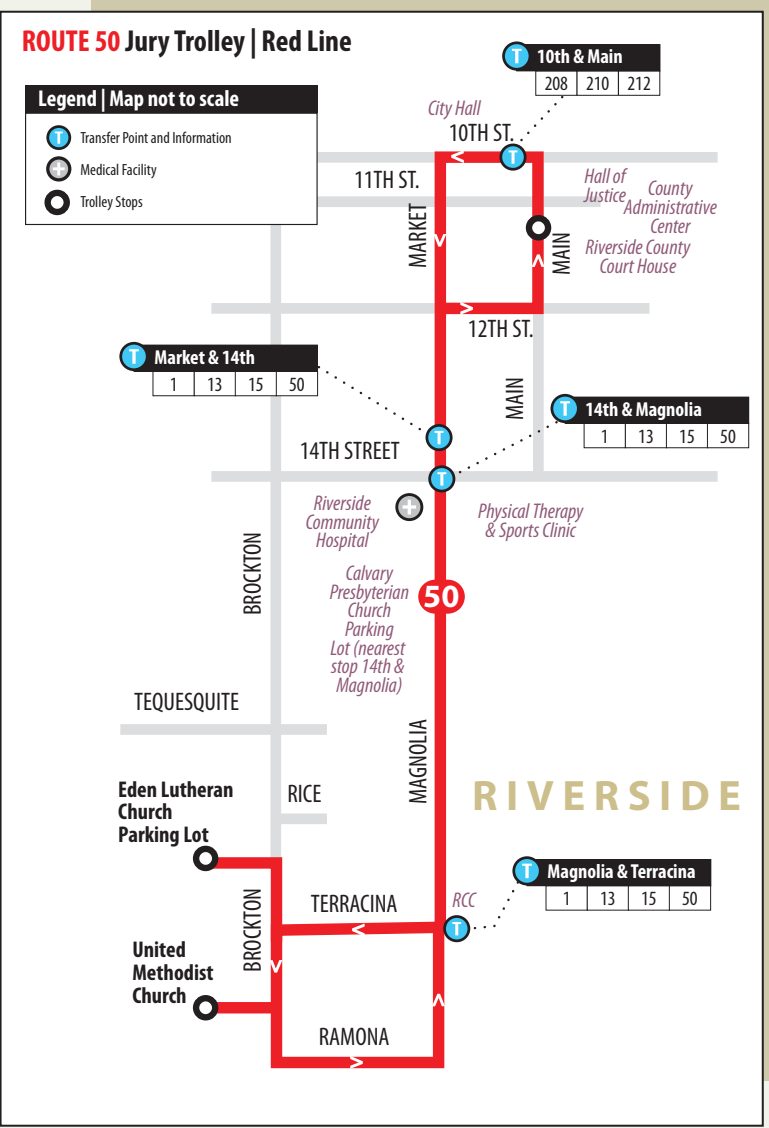 ROUTE 50 Jury Trolley | Red Line
Legend | Map not to scale
T Transfer Point and Information
Medical Facility
Trolley Stops
T 10th & Main
208 210 212
City Hall
10TH ST.
T
11TH ST.
Hall of
Justice
County
Administrative
Center
Riverside County
Court House
MARKET
MAIN
12TH ST.
T Market & 14th
1 13 15 50
MAIN
T 14th & Magnolia
1 13 15 50
T
14TH STREET
T
Riverside
Community
Hospital
Physical Therapy
& Sports Clinic
BROCKTON
Calvary
Presbyterian
Church
Parking
Lot (nearest
stop 14th &
Magnolia)
50
TEQUESQUITE
MAGNOLIA
RIVERSIDE
Eden Lutheran
Church
Parking Lot
RICE
T Magnolia & Terracina
1 13 15 50
RCC
T
TERRACINA
BROCKTON
United
Methodist
Church
RAMONA